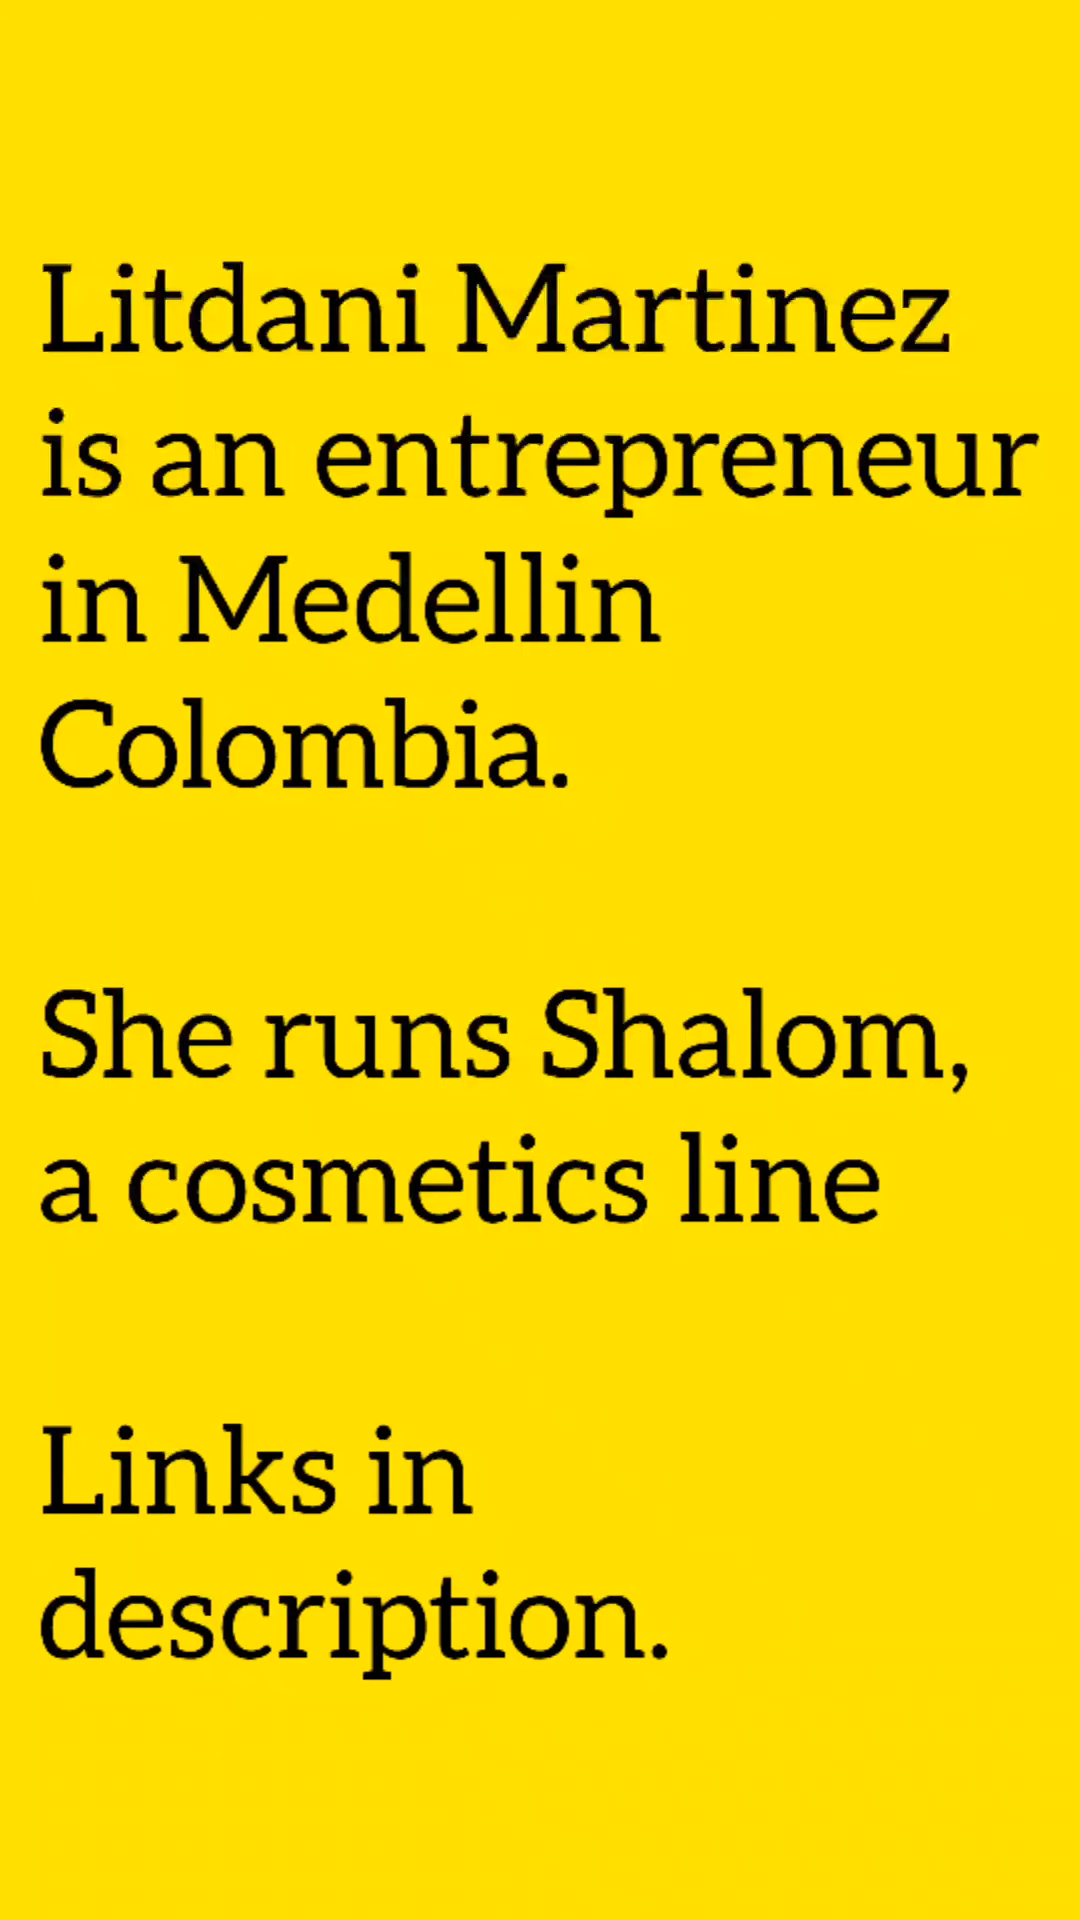 Litdani Martinez
is an entrepreneur
in Medellin
Colombia.
She runs Shalom,
a cosmetics line
Links in
description.